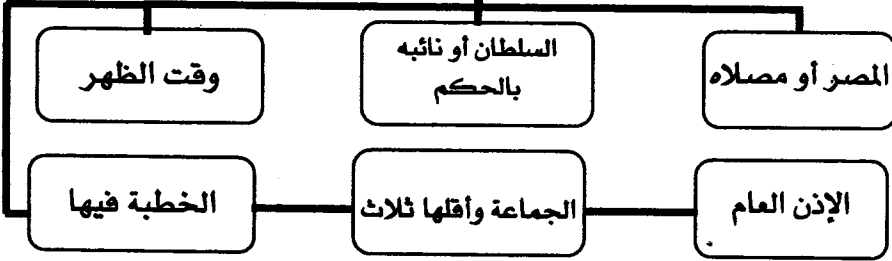 المصر أو مصلاه
السلطان أو نائبه
بالحكم
وقت الظهر
الإذن العام
الجماعة وأقلها ثلاث
الخطبة فيها